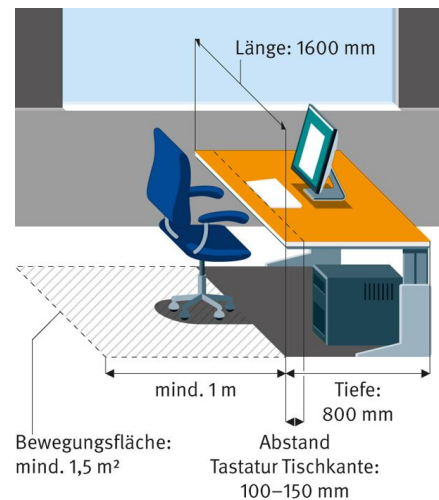 Länge: 1600 mm
mind. 1 m
Tiefe:
800 mm
Bewegungsfläche:
mind. 1,5 m²
Abstand
Tastatur Tischkante:
100–150 mm